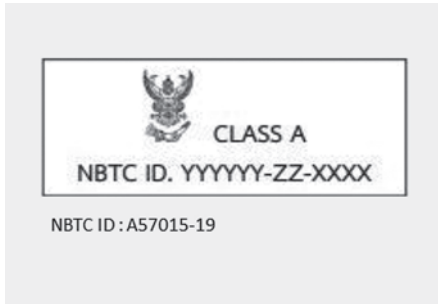 CLASS A
NBTC ID. YYYYYY-ZZ-XXXX
NBTC ID : A57015-19